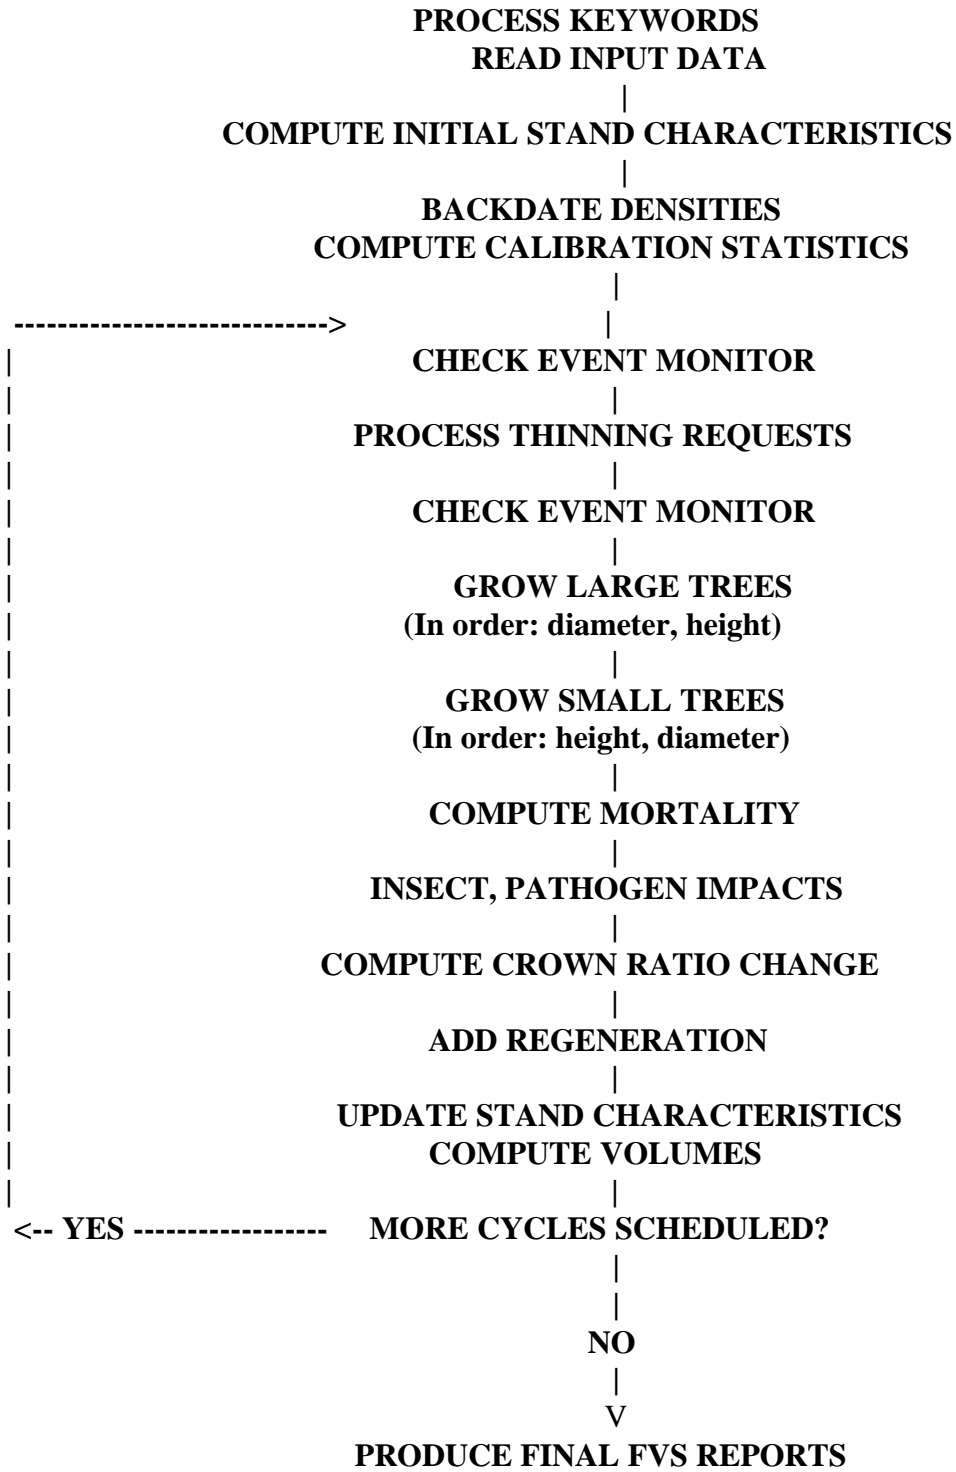 PROCESS KEYWORDS
READ INPUT DATA
|
COMPUTE INITIAL STAND CHARACTERISTICS
|
BACKDATE DENSITIES
COMPUTE CALIBRATION STATISTICS
|
-----------------------------> |
| CHECK EVENT MONITOR
| |
| PROCESS THINNING REQUESTS
| |
| CHECK EVENT MONITOR
| |
| GROW LARGE TREES
| (In order: diameter, height)
| |
| GROW SMALL TREES
| (In order: height, diameter)
| |
| COMPUTE MORTALITY
| |
| INSECT, PATHOGEN IMPACTS
| |
| COMPUTE CROWN RATIO CHANGE
| |
| ADD REGENERATION
| |
| UPDATE STAND CHARACTERISTICS
| COMPUTE VOLUMES
| |
<-- YES ------------------ MORE CYCLES SCHEDULED?
|
|
NO
|
V
PRODUCE FINAL FVS REPORTS